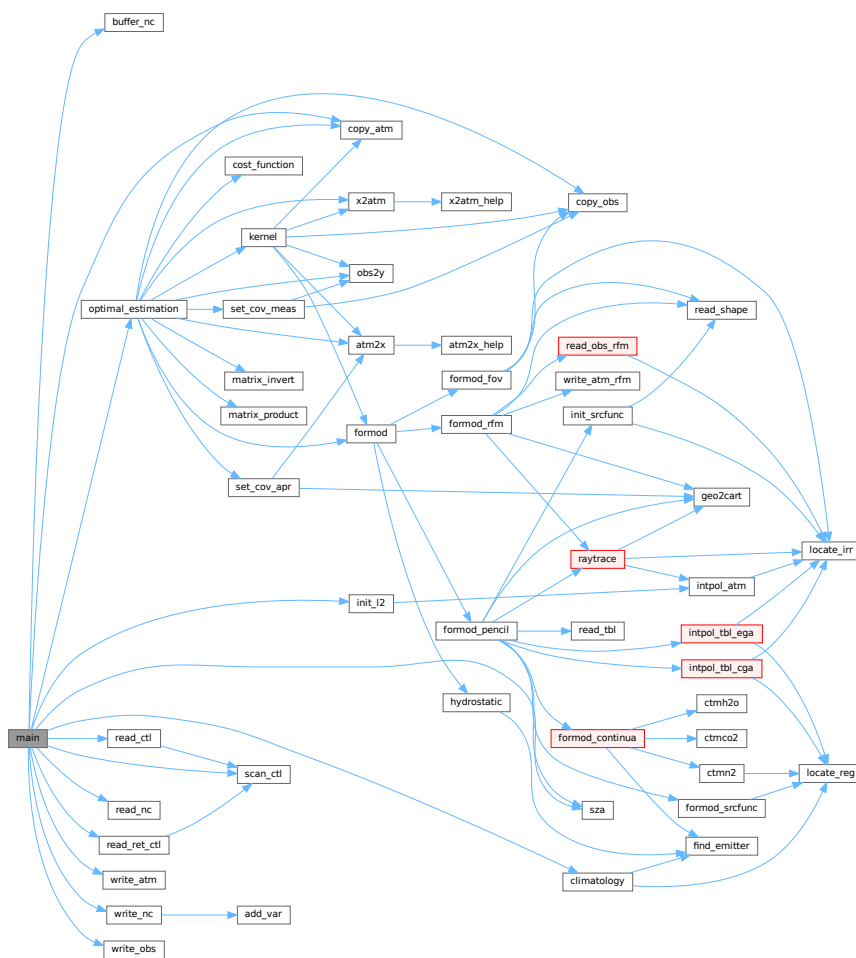 buffer_nc
copy_atm
cost_function
x2atm
x2atm_help
copy_obs
kernel
obs2y
optimal_estimation
set_cov_meas
read_shape
atm2x
atm2x_help
read_obs_rfm
matrix_invert
formod_fov
write_atm_rfm
matrix_product
init_srcfunc
formod
formod_rfm
set_cov_apr
geo2cart
locate_irr
raytrace
intpol_atm
init_l2
formod_pencil
read_tbl
intpol_tbl_ega
intpol_tbl_cga
hydrostatic
ctmh2o
main
read_ctl
formod_continua
ctmco2
scan_ctl
ctmn2
locate_reg
read_nc
sza
formod_srcfunc
read_ret_ctl
find_emitter
write_atm
climatology
write_nc
add_var
write_obs